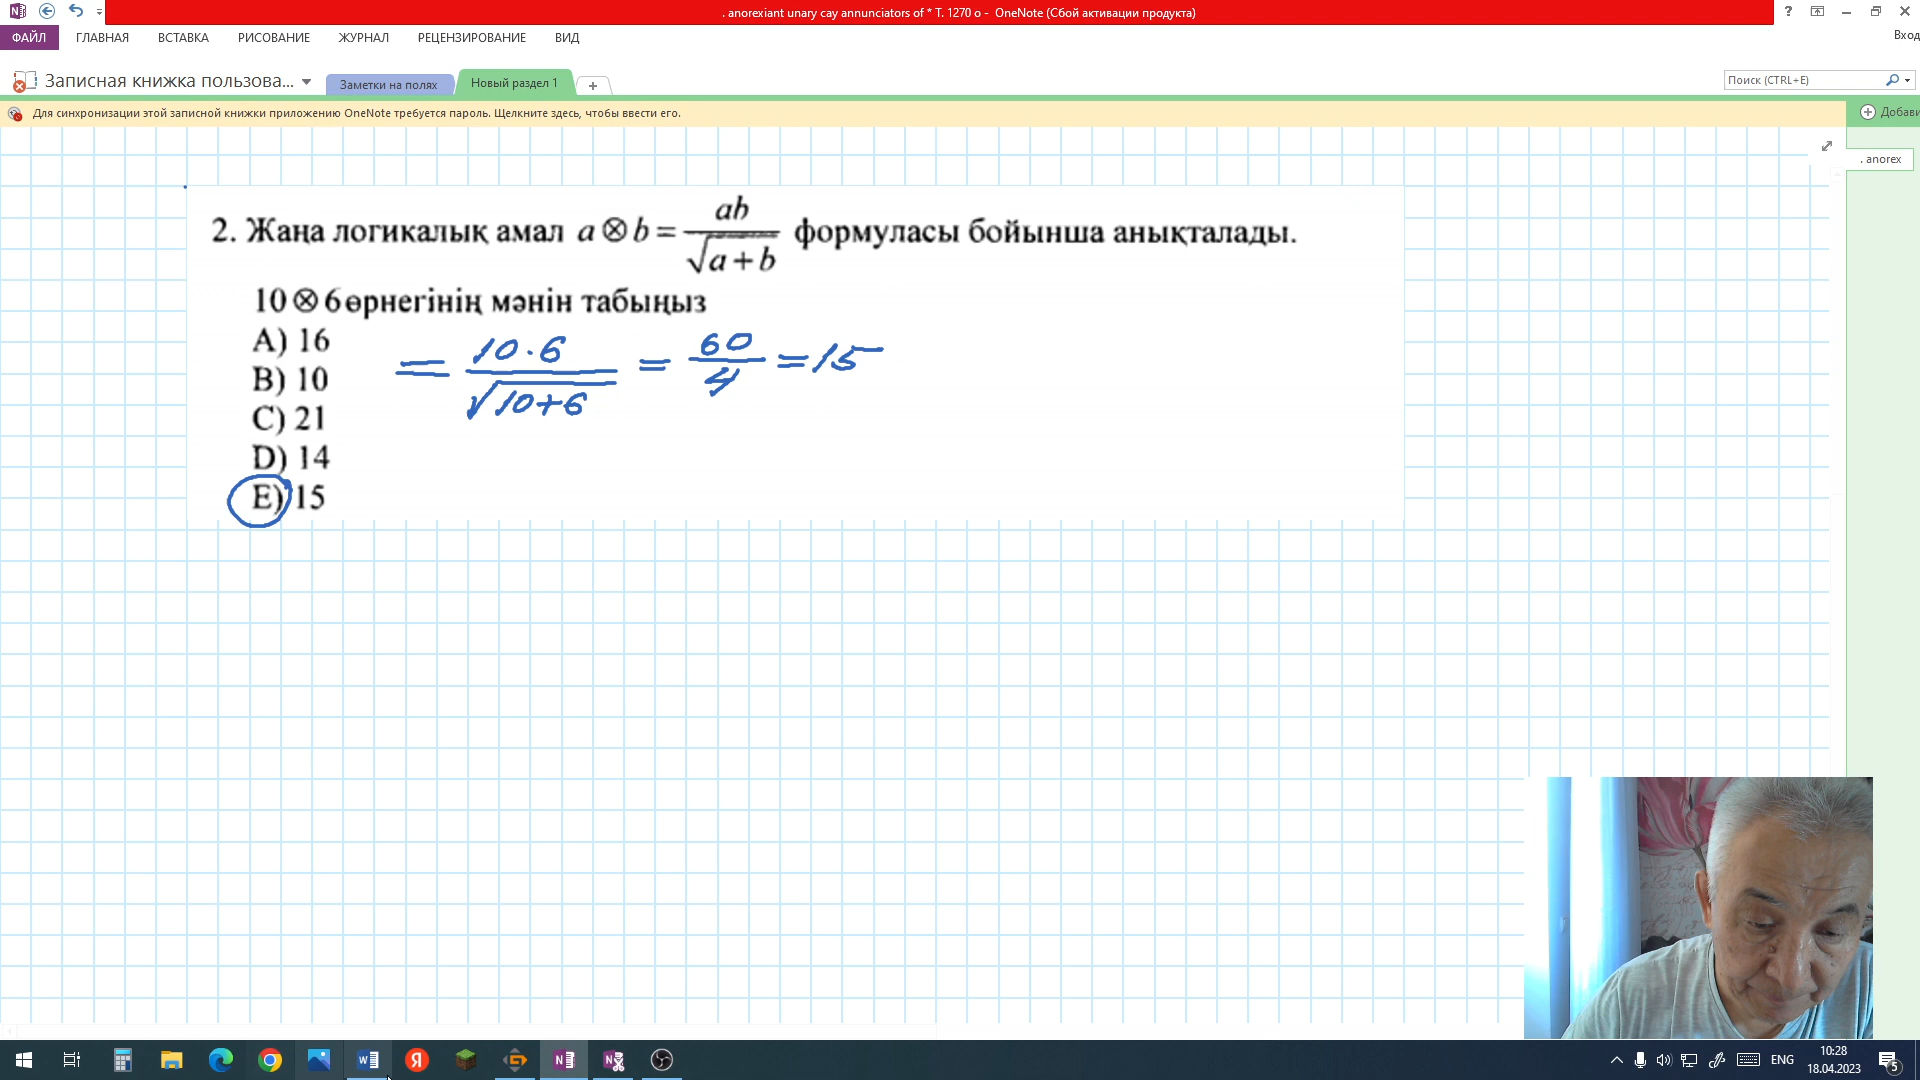 . anorexiant unary cay annunciators of * T. 1270 o - OneNote (Сбой активации продукта)
ФАЙЛ ГЛАВНАЯ ВСТАВКА РИСОВАНИЕ ЖУРНАЛ РЕЦЕНЗИРОВАНИЕ ВИД Вход
Записная книжка пользова... Заметки на полях Новый раздел 1 Поиск (CTRL+E)
Для синхронизации этой записной книжки приложению OneNote требуется пароль. Щелкните здесь, чтобы ввести его. Добави
. anorex
2. Жаңа логикалық амал a ⊗ b = ab / √(a + b) формуласы бойынша анықталады.
10 ⊗ 6 өрнегінің мәнін табыңыз
A) 16
B) 10
C) 21
D) 14
E) 15
= 10 · 6 / √(10+6) = 60 / 4 = 15
ENG 10:28
18.04.2023
5